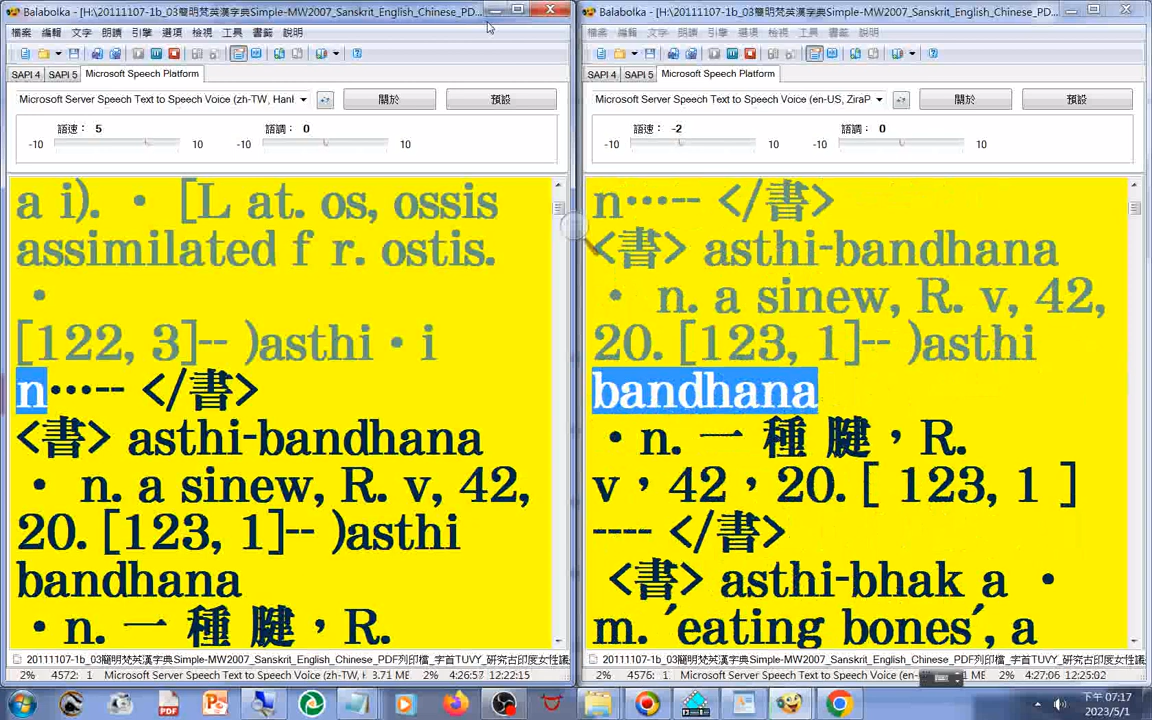 Balabolka - [H:\20111107-1b_03簡明梵英漢字典Simple-MW2007_Sanskrit_English_Chinese_PD...
檔案 編輯 文字 朗讀 引擎 選項 檢視 工具 書籤 說明
SAPI 4 SAPI 5 Microsoft Speech Platform
Microsoft Server Speech Text to Speech Voice (zh-TW, HanI 關於 預設
語速： 5 語調： 0
-10 10 -10 10
a i). • [L at. os, ossis
assimilated f r. ostis.
•
[122, 3]-- )asthi • i
n…-- </書>
<書> asthi-bandhana
• n. a sinew, R. v, 42,
20. [123, 1]-- )asthi
bandhana
• n. 一 種 腱，R.
20111107-1b_03簡明梵英漢字典Simple-MW2007_Sanskrit_English_Chinese_PDF列印檔_字首TUVY_研究古印度女性議
2% 4572: 1 Microsoft Server Speech Text to Speech Voice (zh-TW, Hanl 3.71 ME 2% 4:26:57 12:22:15
Balabolka - [H:\20111107-1b_03簡明梵英漢字典Simple-MW2007_Sanskrit_English_Chinese_PD...
檔案 編輯 文字 朗讀 引擎 選項 檢視 工具 書籤 說明
SAPI 4 SAPI 5 Microsoft Speech Platform
Microsoft Server Speech Text to Speech Voice (en-US, ZiraP 關於 預設
語速： -2 語調： 0
-10 10 -10 10
n…-- </書>
<書> asthi-bandhana
• n. a sinew, R. v, 42,
20. [123, 1]-- )asthi
bandhana
• n. 一 種 腱，R.
v，42，20. [ 123, 1 ]
---- </書>
<書> asthi-bhak a •
m. ´eating bones´, a
20111107-1b_03簡明梵英漢字典Simple-MW2007_Sanskrit_English_Chinese_PDF列印檔_字首TUVY_研究古印度女性議
2% 4576: 1 Microsoft Server Speech Text to Speech Voice ME 2% 4:27:06 12:25:02
下午 07:17
2023/5/1